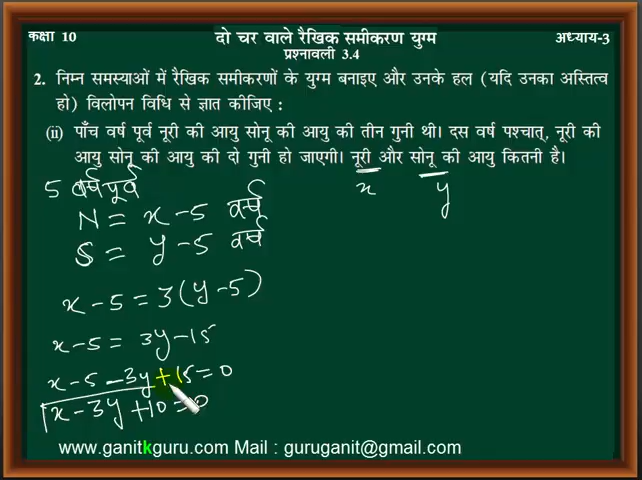 कक्षा 10 दो चर वाले रैखिक समीकरण युग्म अध्याय-3
प्रश्नावली 3.4
2. निम्न समस्याओं में रैखिक समीकरणों के युग्म बनाइए और उनके हल (यदि उनका अस्तित्व
हो) विलोपन विधि से ज्ञात कीजिए :
(ii) पाँच वर्ष पूर्व नूरी की आयु सोनू की आयु की तीन गुनी थी। दस वर्ष पश्चात्, नूरी की
आयु सोनू की आयु की दो गुनी हो जाएगी। नूरी और सोनू की आयु कितनी है।
5 वर्ष पूर्व x y
N = x - 5 वर्ष
S = y - 5 वर्ष
x - 5 = 3(y - 5)
x - 5 = 3y - 15
x - 5 - 3y + 15 = 0
x - 3y + 10 = 0
www.ganitkguru.com Mail : guruganit@gmail.com